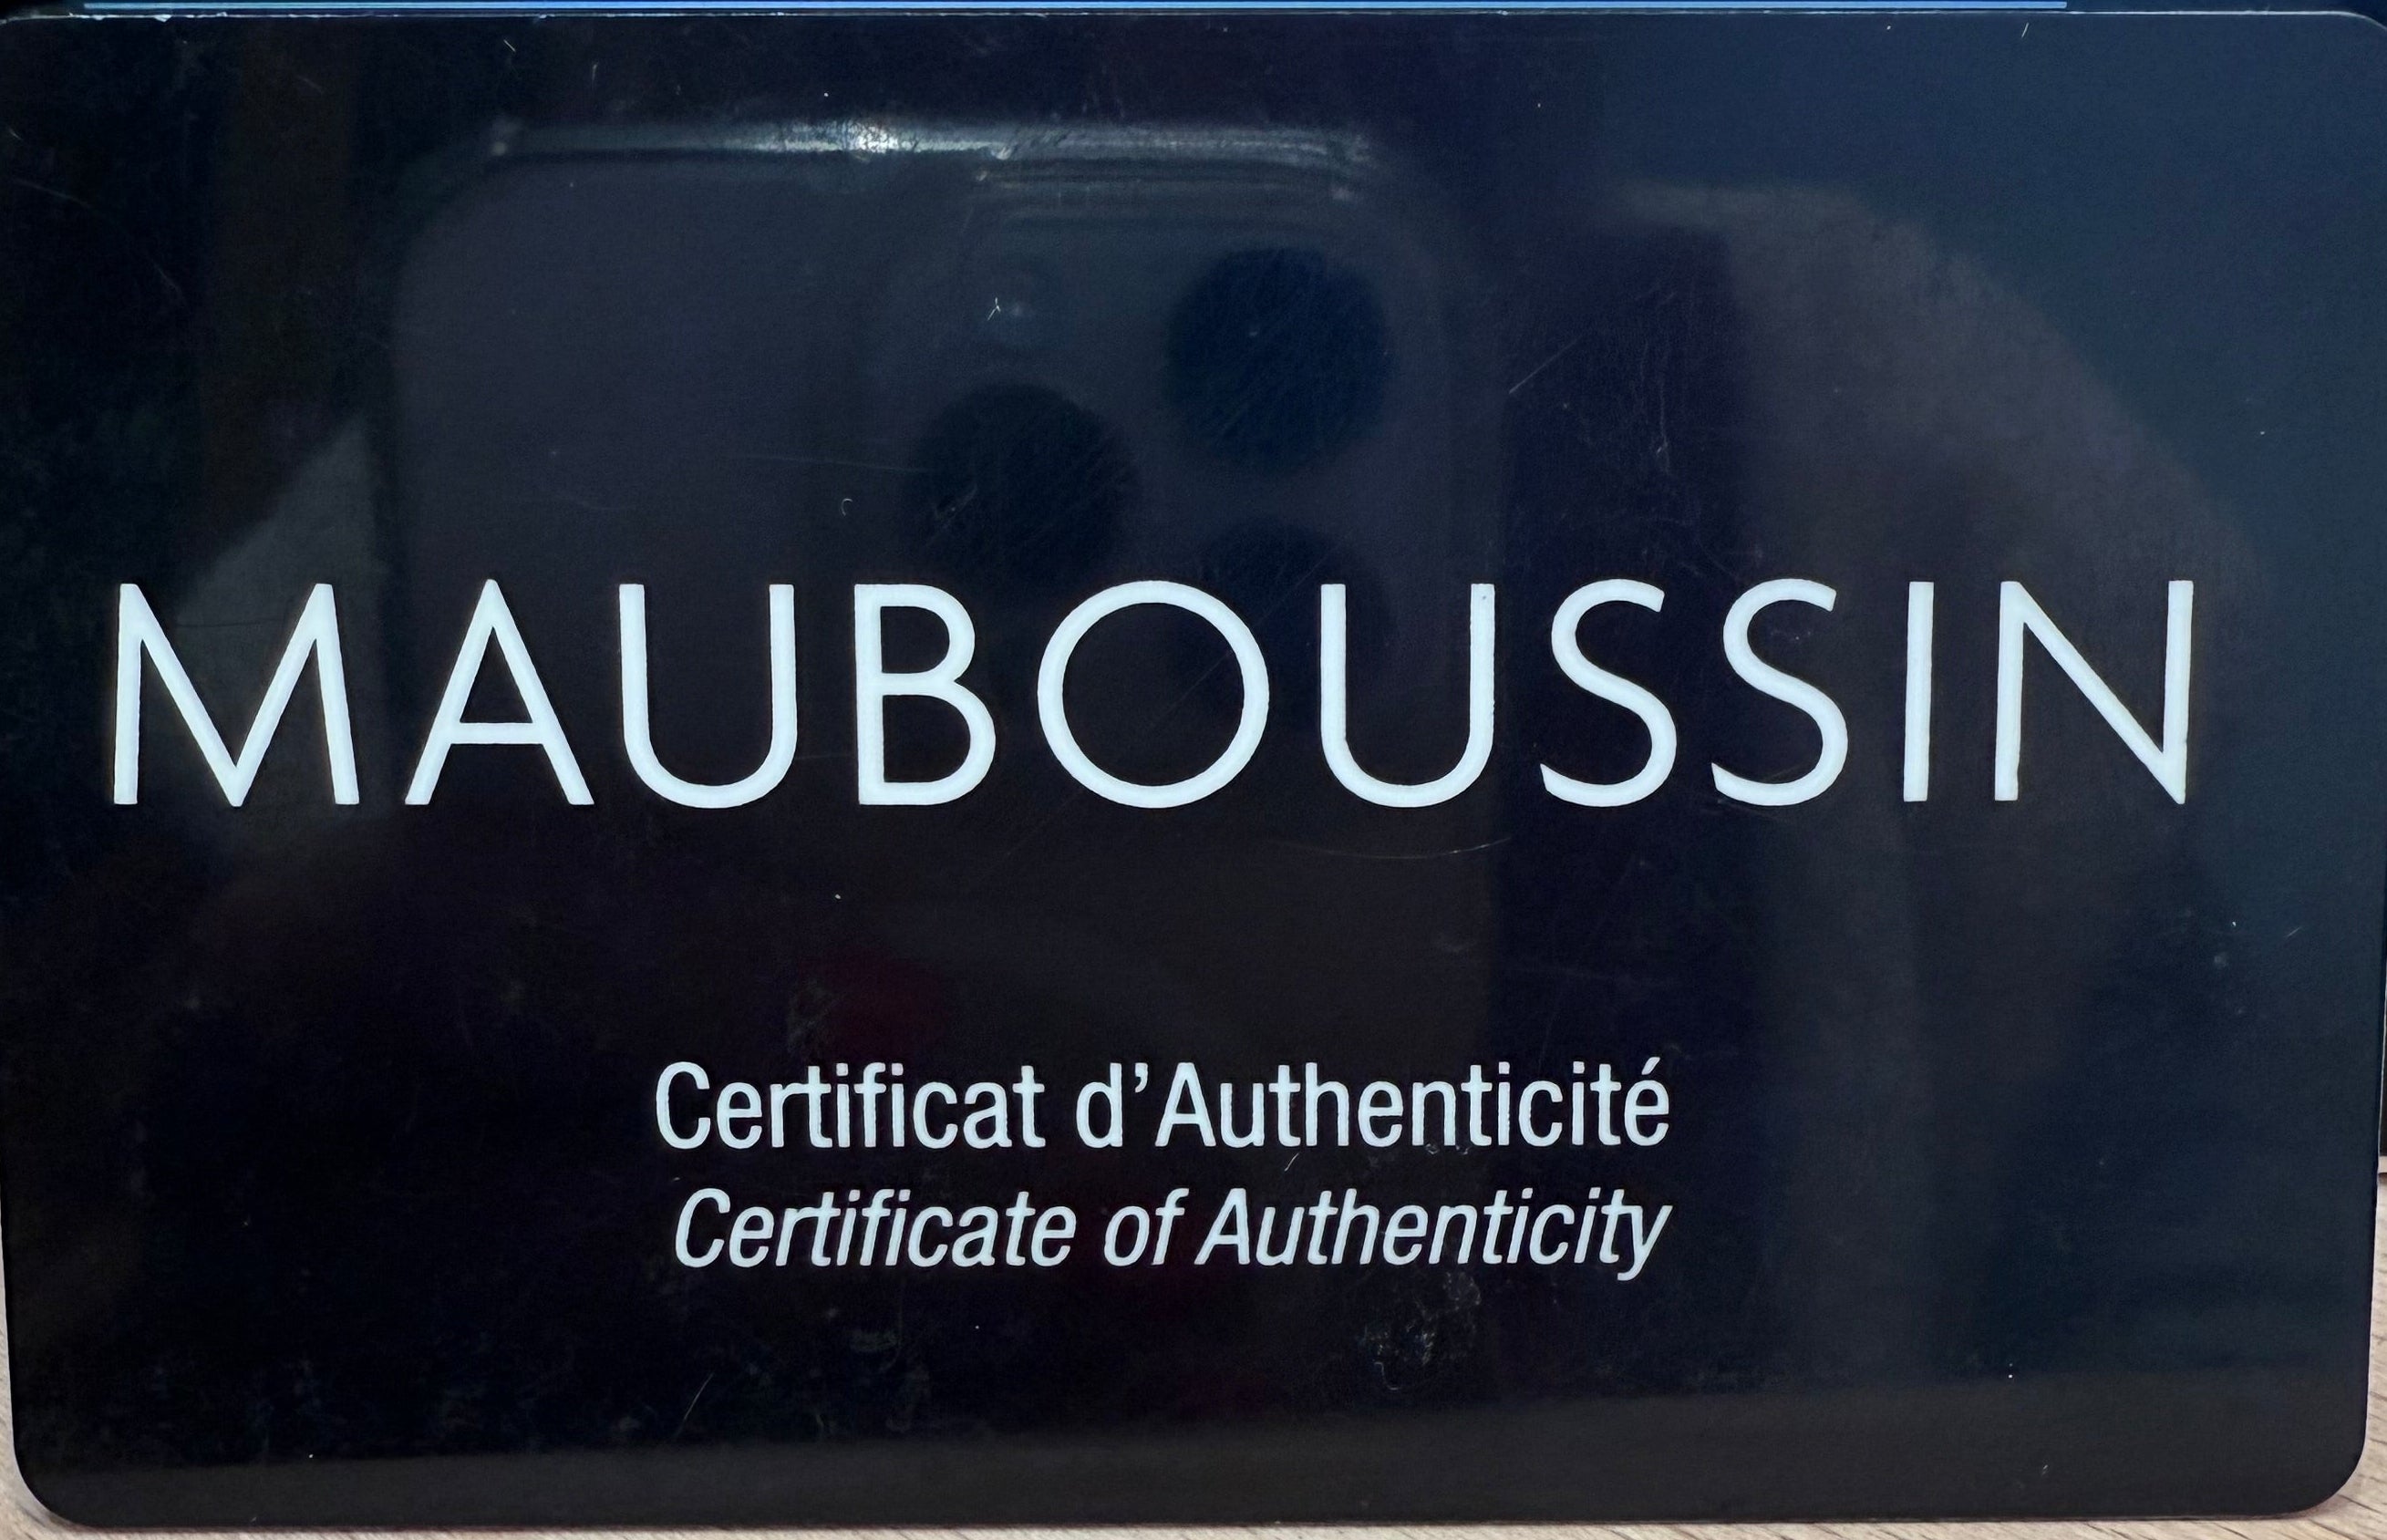 MAUBOUSSIN
Certificat d’Authenticité
Certificate of Authenticity